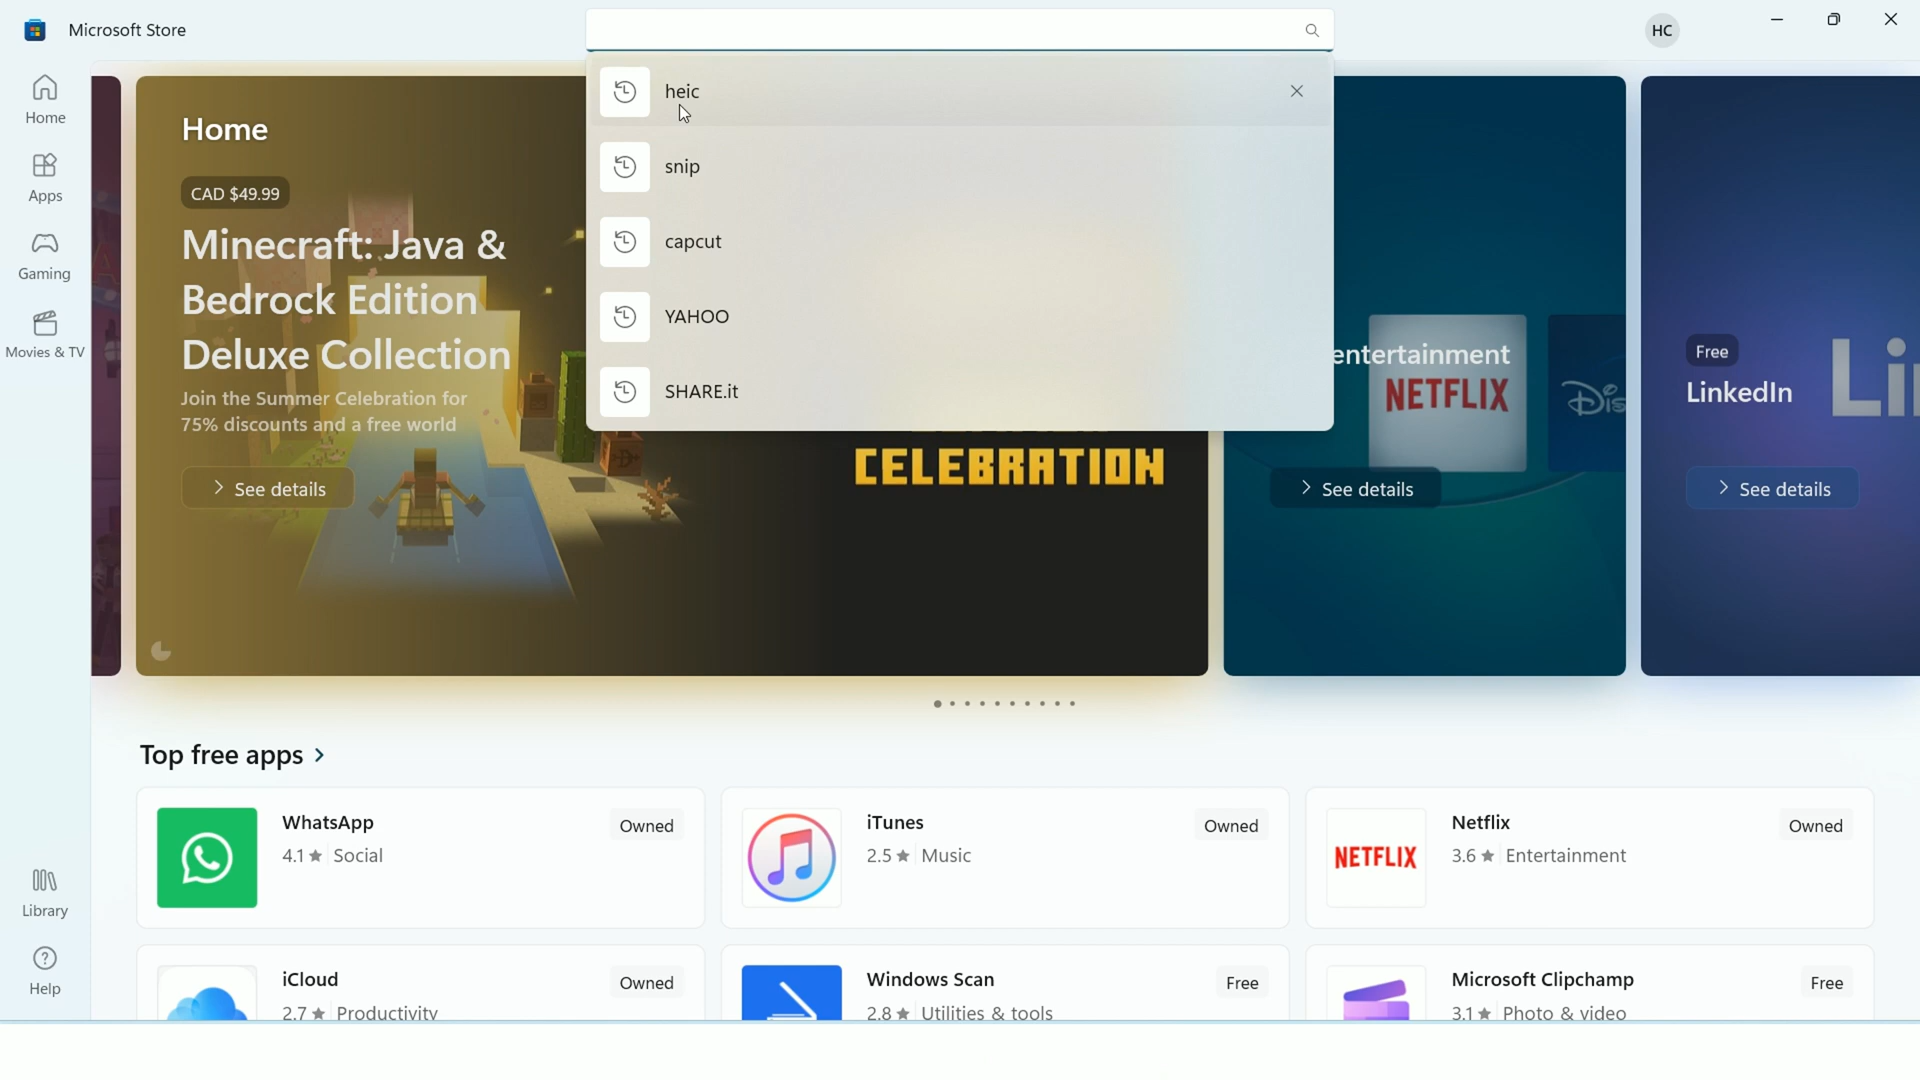 Microsoft Store
HC
Home
Apps
Gaming
Movies & TV
Library
Help
heic
snip
capcut
YAHOO
SHARE.it
Home
CAD $49.99
Minecraft: Java &
Bedrock Edition
Deluxe Collection
Join the Summer Celebration for
75% discounts and a free world
See details
CELEBRATION
entertainment
NETFLIX
Dis
See details
Free
LinkedIn
Lin
See details
Top free apps
WhatsApp
4.1 ★ Social
Owned
iTunes
2.5 ★ Music
Owned
NETFLIX
Netflix
3.6 ★ Entertainment
Owned
iCloud
2.7 ★ Productivity
Owned
Windows Scan
2.8 ★ Utilities & tools
Free
Microsoft Clipchamp
3.1 ★ Photo & video
Free